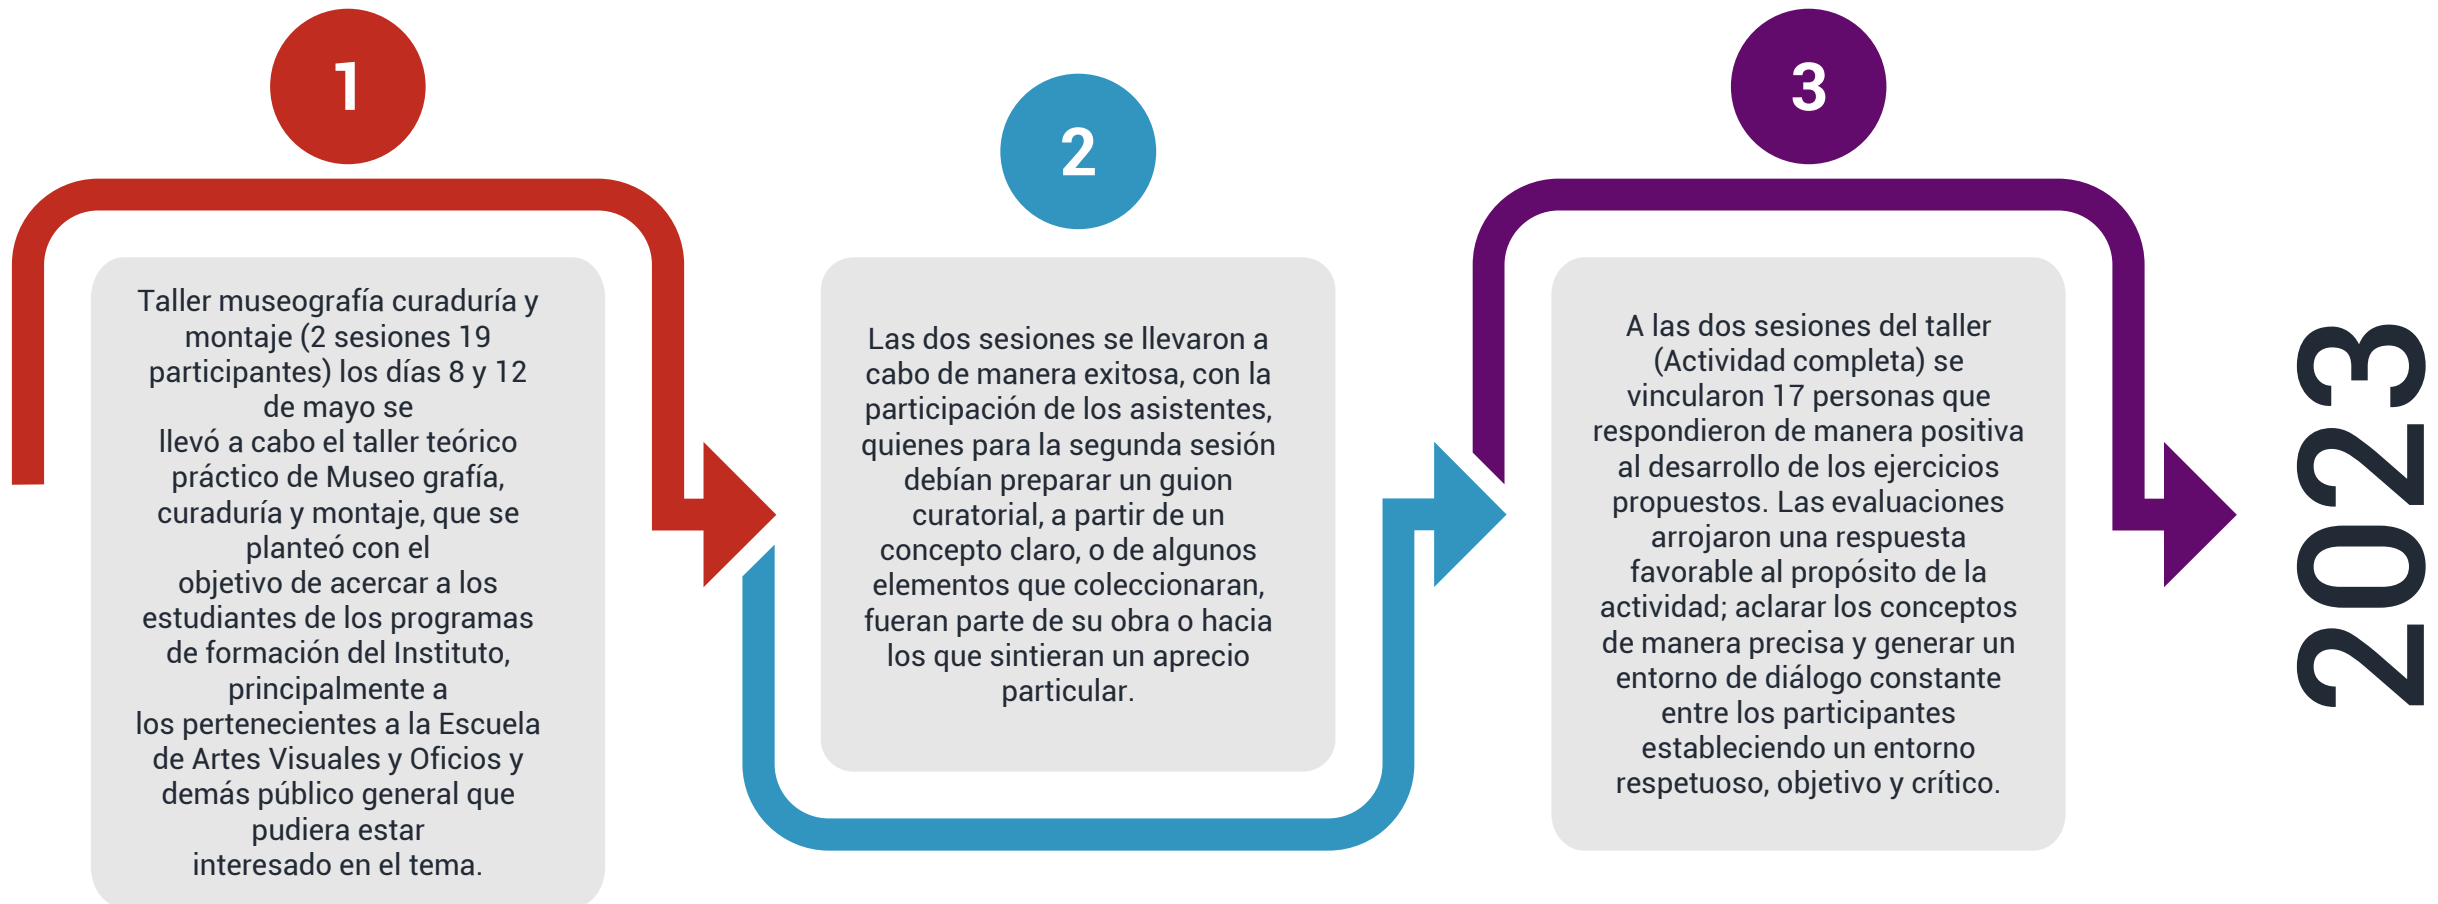 1
Taller museografía curaduría y
montaje (2 sesiones 19
participantes) los días 8 y 12
de mayo se
llevó a cabo el taller teórico
práctico de Museo grafía,
curaduría y montaje, que se
planteó con el
objetivo de acercar a los
estudiantes de los programas
de formación del Instituto,
principalmente a
los pertenecientes a la Escuela
de Artes Visuales y Oficios y
demás público general que
pudiera estar
interesado en el tema.
2
Las dos sesiones se llevaron a
cabo de manera exitosa, con la
participación de los asistentes,
quienes para la segunda sesión
debían preparar un guion
curatorial, a partir de un
concepto claro, o de algunos
elementos que coleccionaran,
fueran parte de su obra o hacia
los que sintieran un aprecio
particular.
3
A las dos sesiones del taller
(Actividad completa) se
vincularon 17 personas que
respondieron de manera positiva
al desarrollo de los ejercicios
propuestos. Las evaluaciones
arrojaron una respuesta
favorable al propósito de la
actividad; aclarar los conceptos
de manera precisa y generar un
entorno de diálogo constante
entre los participantes
estableciendo un entorno
respetuoso, objetivo y crítico.
2023